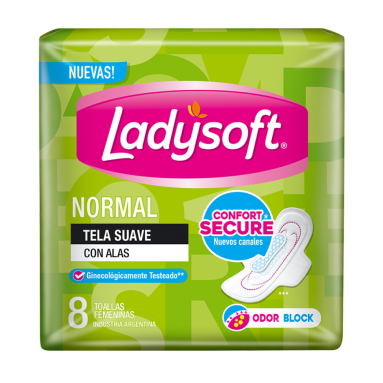 NUEVAS!
Ladysoft®
NORMAL
TELA SUAVE
CON ALAS
Ginecológicamente Testeado**
8 TOALLAS
FEMENINAS
INDUSTRIA ARGENTINA
CONFORT
SECURE
Nuevos canales
ODOR BLOCK